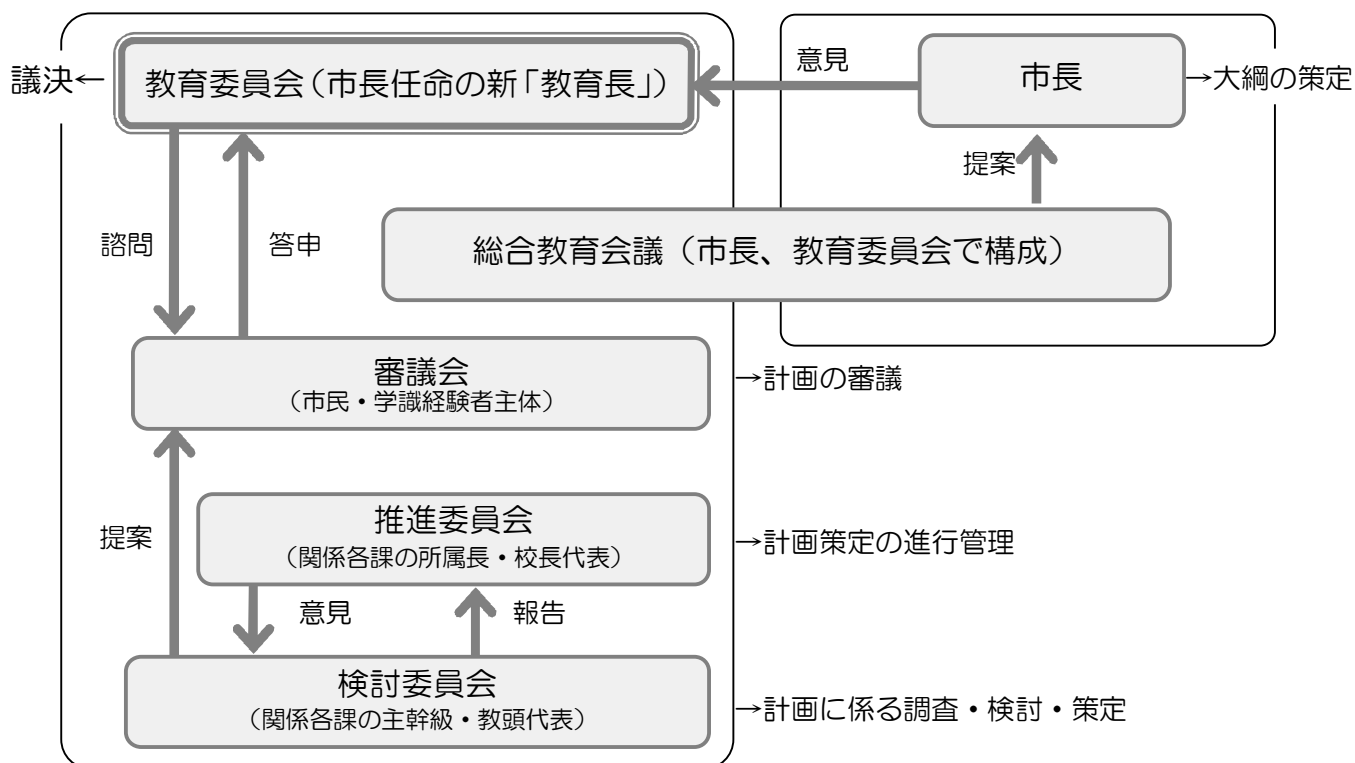 議決←
教育委員会（市長任命の新「教育長」）
意見
市長
→大綱の策定
提案
諮問
答申
総合教育会議（市長、教育委員会で構成）
審議会
（市民・学識経験者主体）
→計画の審議
提案
推進委員会
（関係各課の所属長・校長代表）
→計画策定の進行管理
意見
報告
検討委員会
（関係各課の主幹級・教頭代表）
→計画に係る調査・検討・策定